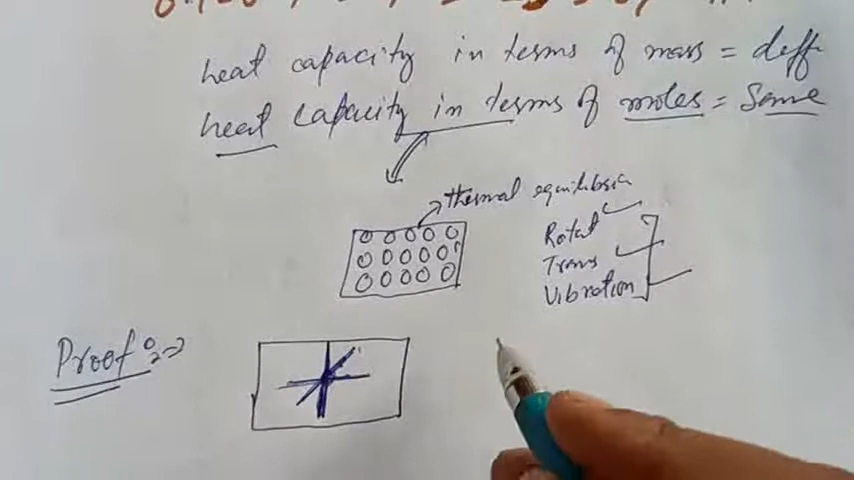 heat capacity in terms of mass = diff
heat capacity in terms of moles = Same
thermal equilibria
Rotat
Trans
Vibration
Proof :⇒